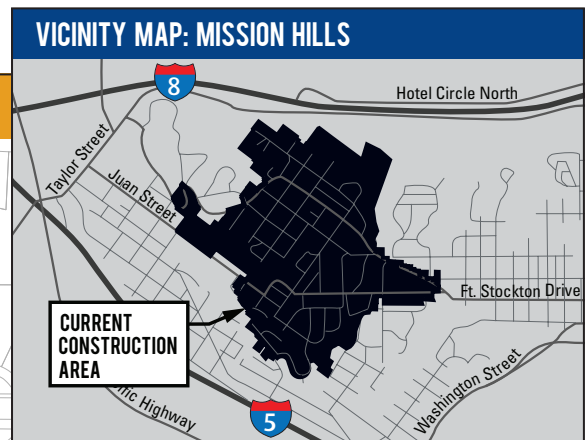 VICINITY MAP: MISSION HILLS
8
Hotel Circle North
Taylor Street
Juan Street
Ft. Stockton Drive
CURRENT
CONSTRUCTION
AREA
Washington Street
Highway
5